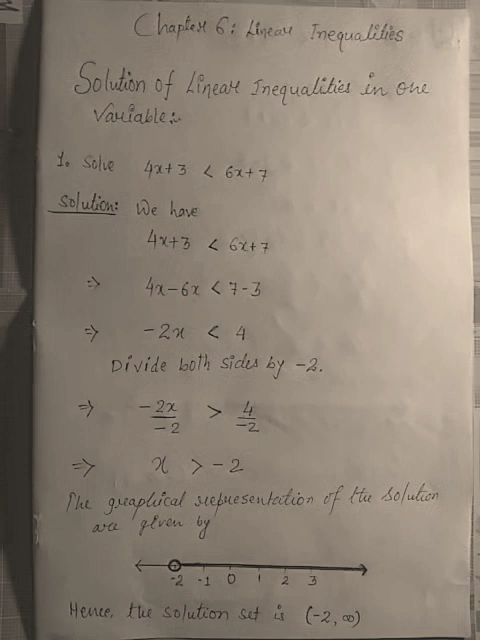 Chapter 6: Linear Inequalities
Solution of Linear Inequalities in one
Variable:-
1. Solve 4x+3 < 6x+7
Solution: We have
4x+3 < 6x+7
⇒ 4x-6x < 7-3
⇒ -2x < 4
Divide both sides by -2.
⇒ -2x/-2 > 4/-2
⇒ x > -2
The graphical representation of the solution
are given by
-2 -1 0 1 2 3
Hence, the solution set is (-2, ∞)